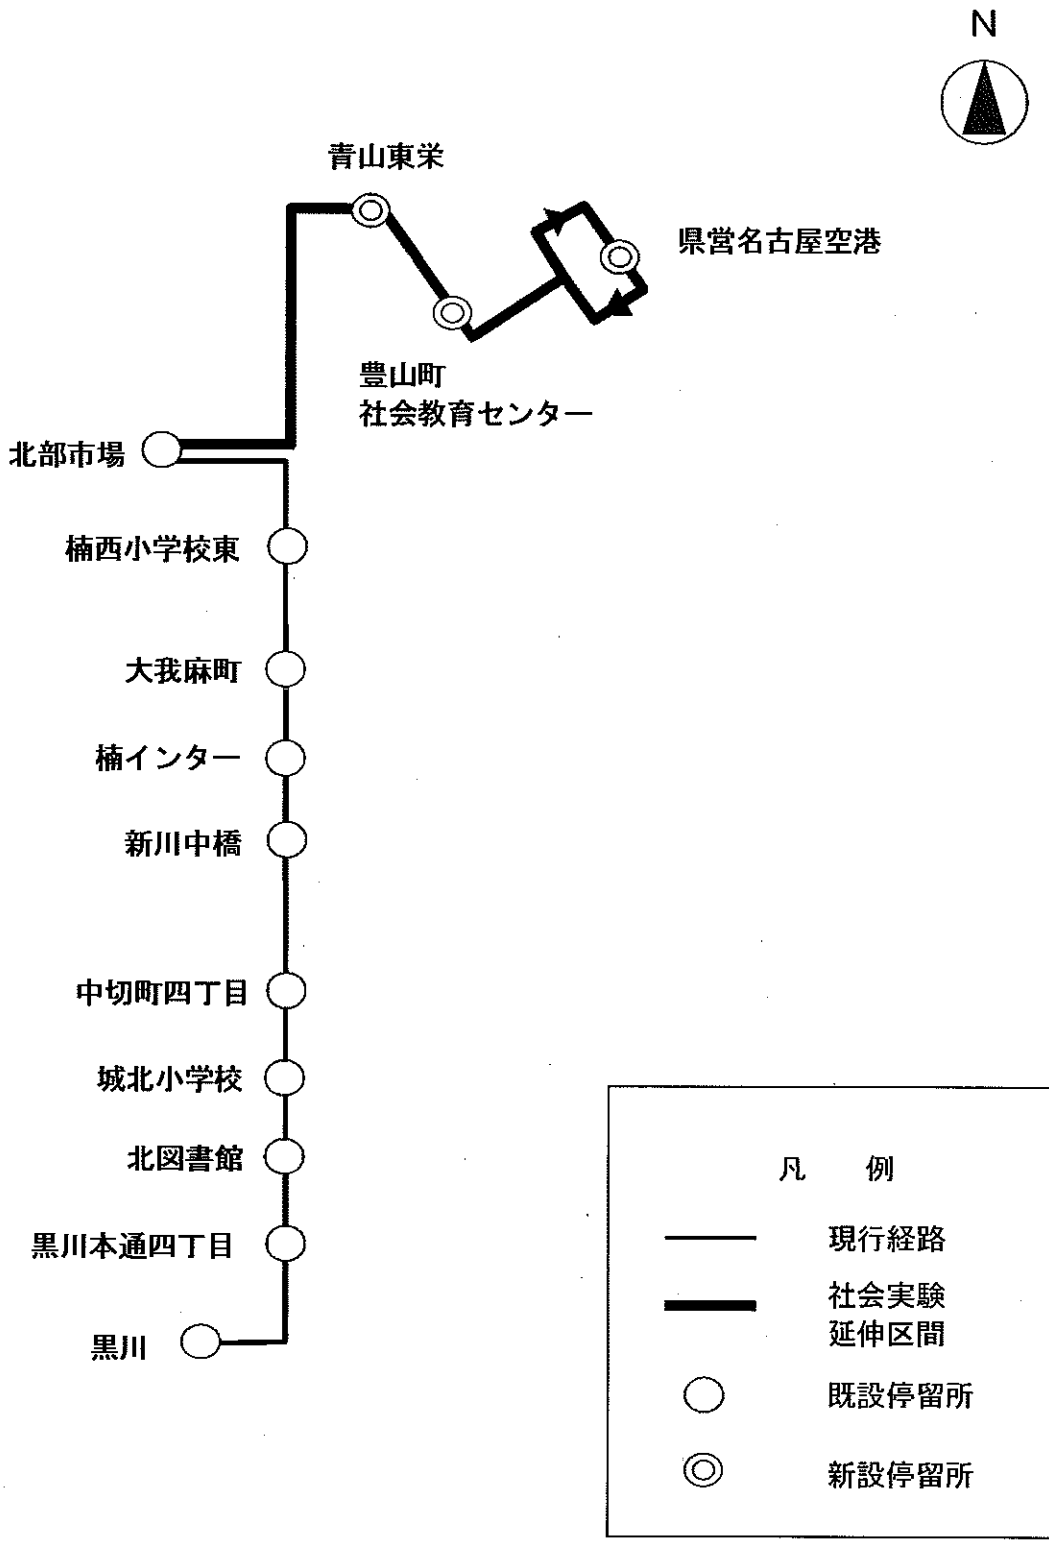 N
青山東栄
県営名古屋空港
豊山町
社会教育センター
北部市場
楠西小学校東
大我麻町
楠インター
新川中橋
中切町四丁目
城北小学校
北図書館
黒川本通四丁目
黒川
凡　例
現行経路
社会実験
延伸区間
既設停留所
新設停留所